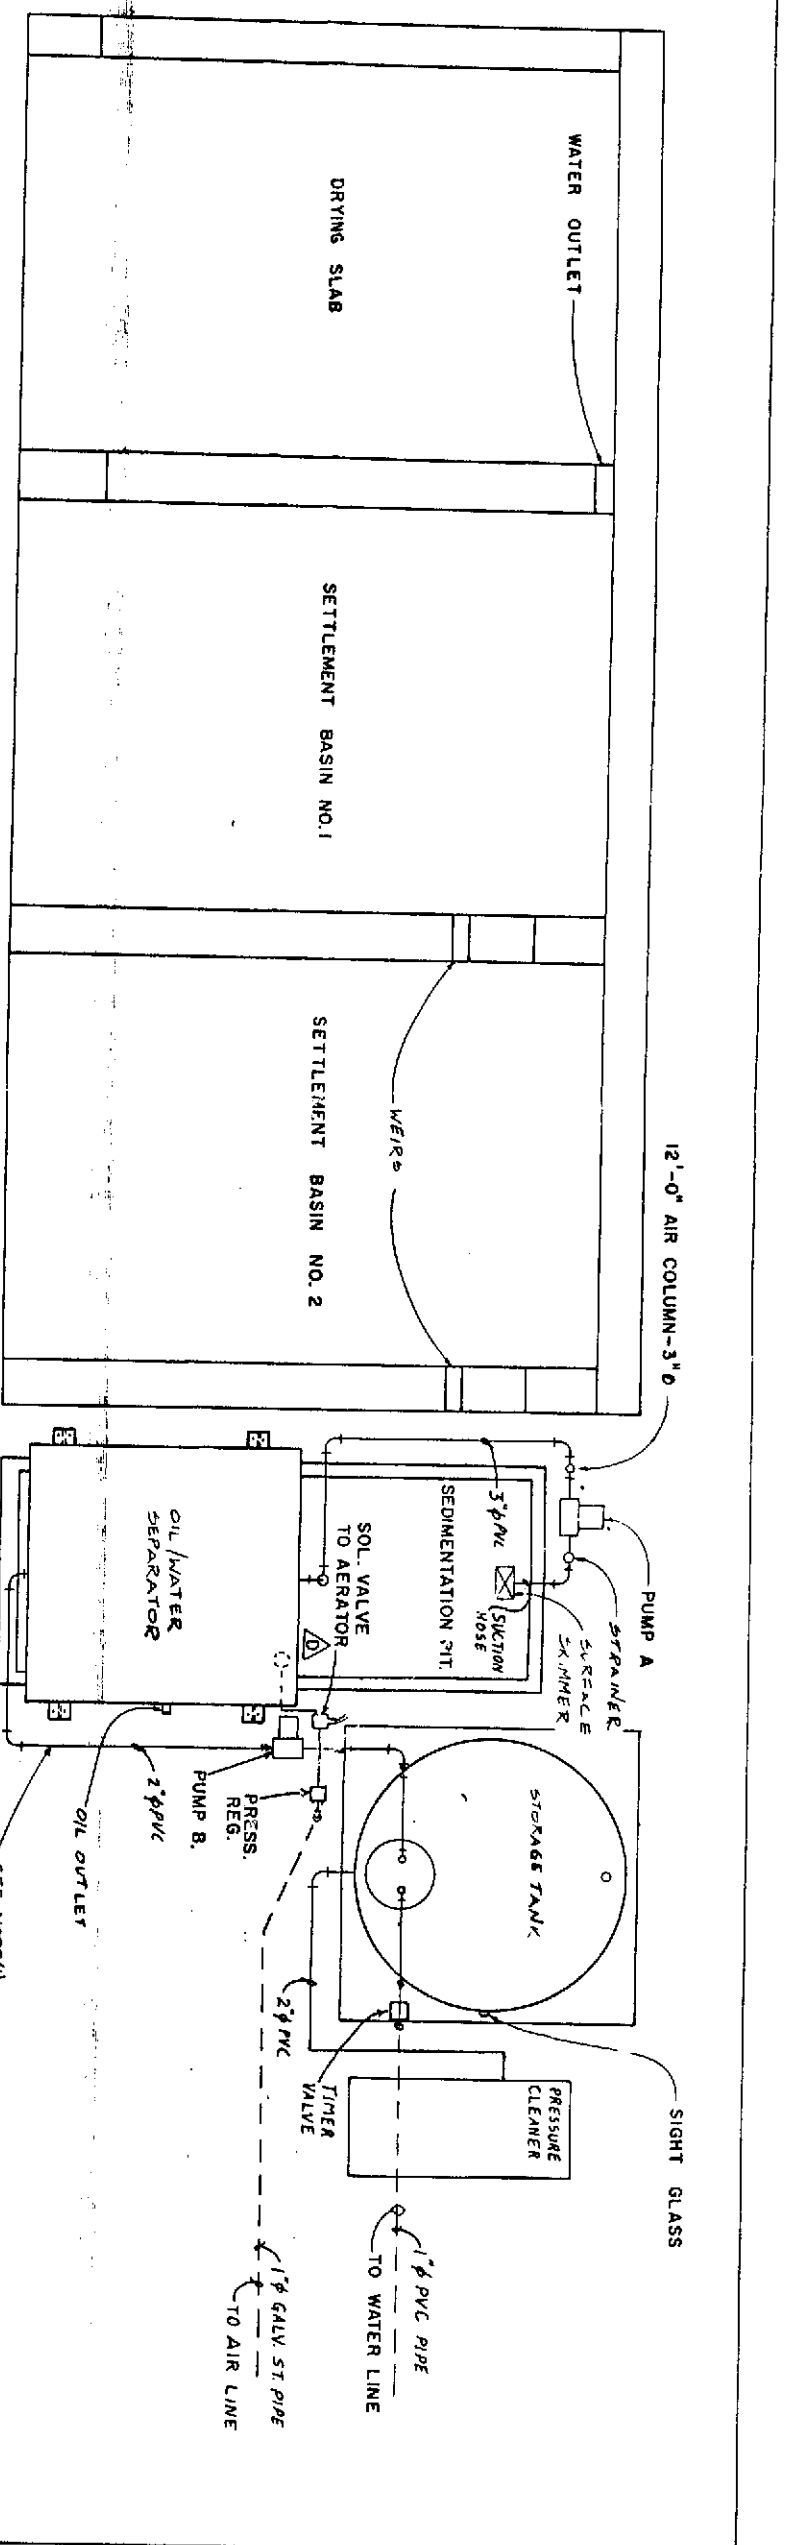 WATER OUTLET
DRYING SLAB
SETTLEMENT BASIN NO.1
SETTLEMENT BASIN NO. 2
WEIRS
12'-0" AIR COLUMN-3"Ø
PUMP A
STRAINER
SURFACE
SKIMMER
3"φ PVC
SUCTION
HOSE
SEDIMENTATION PIT.
SOL. VALVE
TO AERATOR
D
OIL/WATER
SEPARATOR
STORAGE TANK
SIGHT GLASS
PRESSURE
CLEANER
PRESS.
REG.
PUMP B.
2"φ PVC
OIL OUTLET
2"φ PVC
TIMER
VALVE
1"φ PVC PIPE
TO WATER LINE
1"φ GALV. ST. PIPE
TO AIR LINE